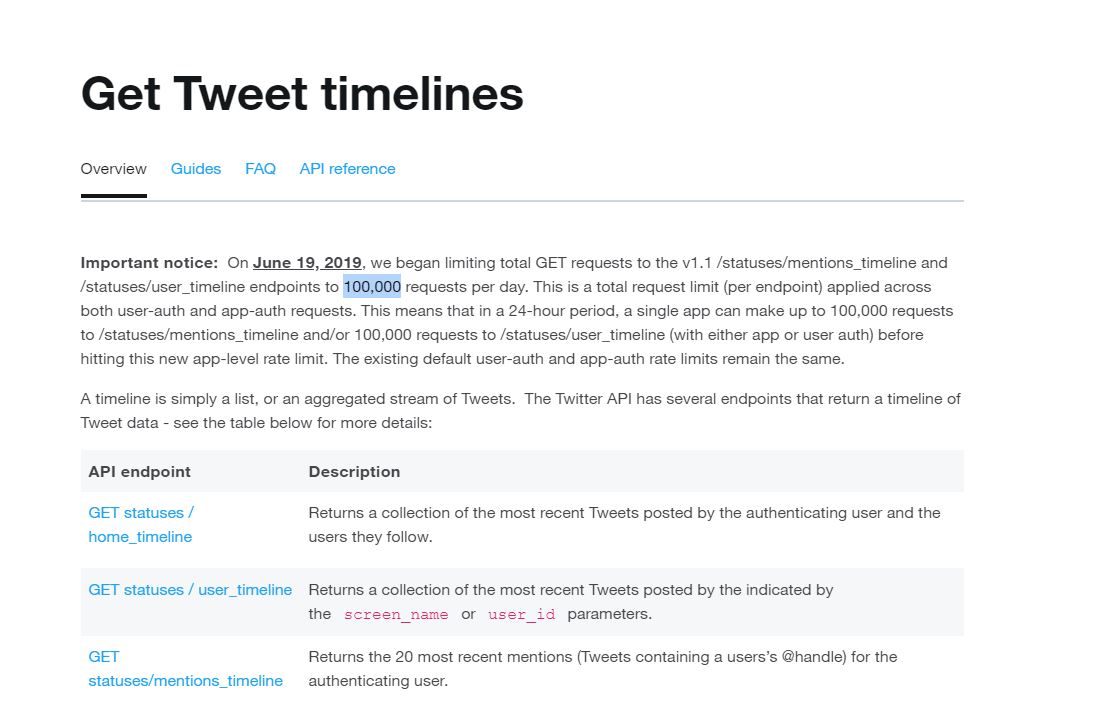 Get Tweet timelines
Overview Guides FAQ API reference
Important notice: On June 19, 2019, we began limiting total GET requests to the v1.1 /statuses/mentions_timeline and
/statuses/user_timeline endpoints to 100,000 requests per day. This is a total request limit (per endpoint) applied across
both user-auth and app-auth requests. This means that in a 24-hour period, a single app can make up to 100,000 requests
to /statuses/mentions_timeline and/or 100,000 requests to /statuses/user_timeline (with either app or user auth) before
hitting this new app-level rate limit. The existing default user-auth and app-auth rate limits remain the same.
A timeline is simply a list, or an aggregated stream of Tweets. The Twitter API has several endpoints that return a timeline of
Tweet data - see the table below for more details:
API endpoint Description
GET statuses / Returns a collection of the most recent Tweets posted by the authenticating user and the
home_timeline users they follow.
GET statuses / user_timeline Returns a collection of the most recent Tweets posted by the indicated by
the screen_name or user_id parameters.
GET Returns the 20 most recent mentions (Tweets containing a users's @handle) for the
statuses/mentions_timeline authenticating user.